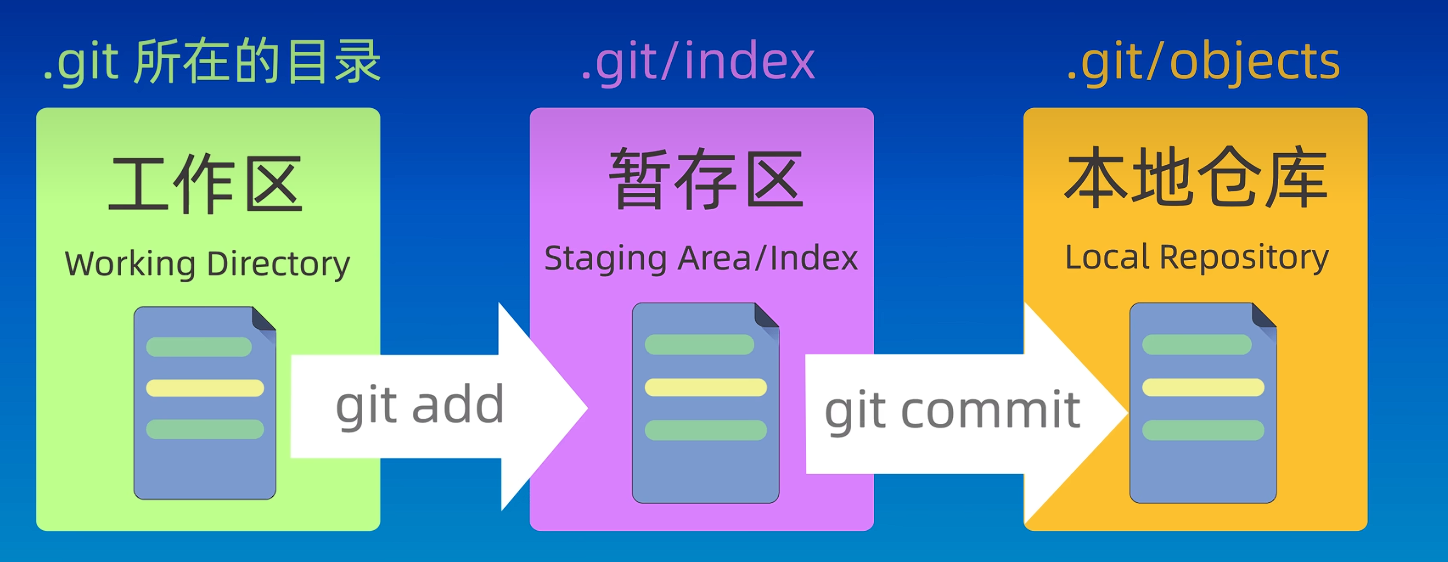 .git 所在的目录
.git/index
.git/objects
工作区
暂存区
本地仓库
Working Directory
Staging Area/Index
Local Repository
git add
git commit